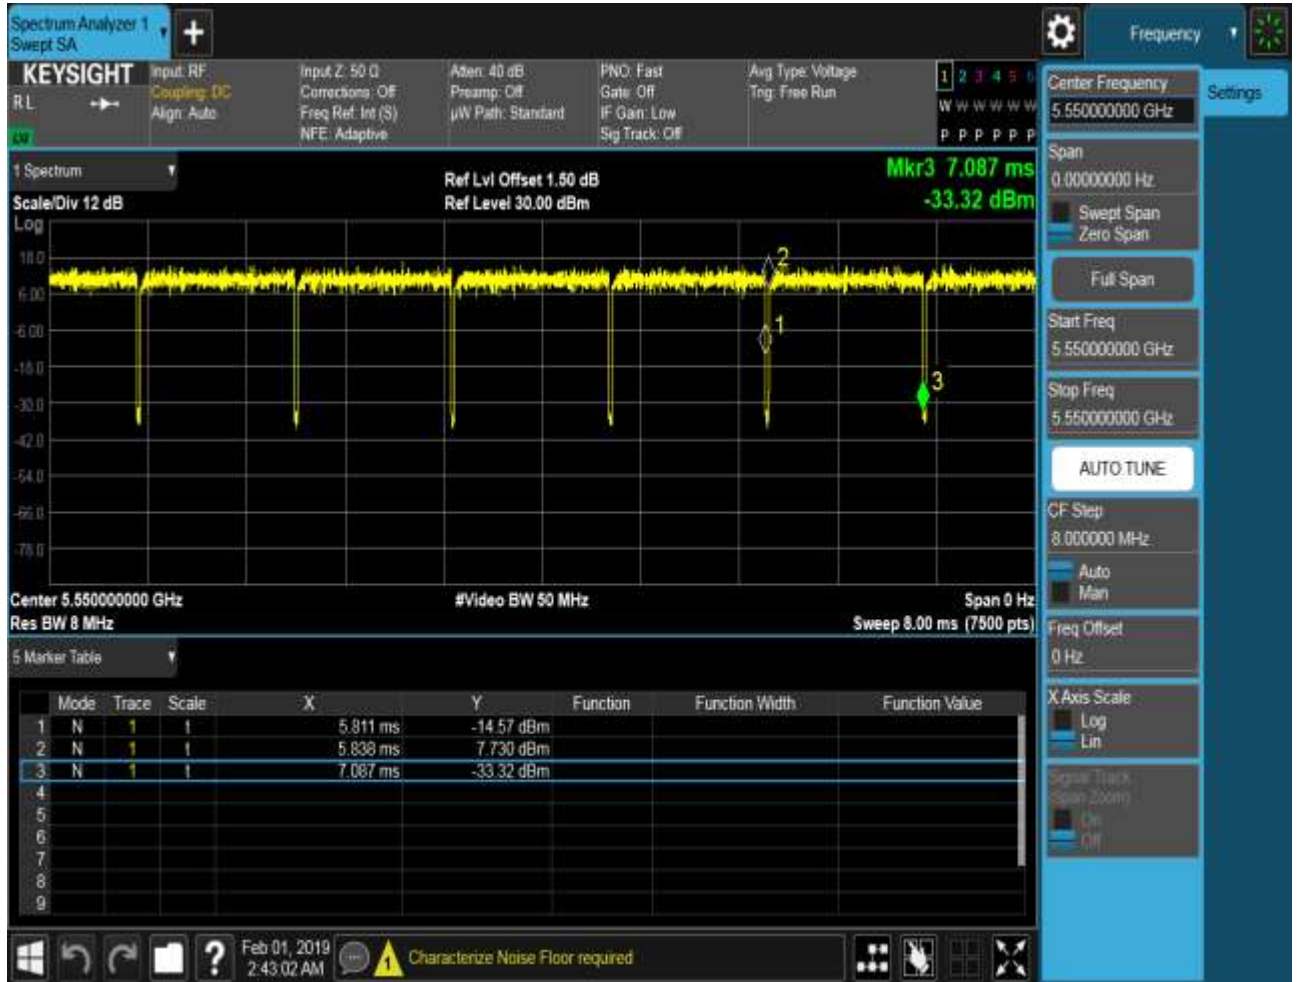 Spectrum Analyzer 1
Swept SA
+
Frequency
KEYSIGHT
RL
Input: RF
Coupling: DC
Align: Auto
Input Z: 50 Ω
Corrections: Off
Freq Ref: Int (S)
NFE: Adaptive
Atten: 40 dB
Preamp: Off
µW Path: Standard
PNO: Fast
Gate: Off
IF Gain: Low
Sig Track: Off
Avg Type: Voltage
Trig: Free Run
1 2 3 4 5 6
W W W W W W
P P P P P P
1 Spectrum
Scale/Div 12 dB
Ref Lvl Offset 1.50 dB
Ref Level 30.00 dBm
Mkr3 7.087 ms
-33.32 dBm
Log
18.0
6.00
-6.00
-18.0
-30.0
-42.0
-54.0
-66.0
-78.0
2
1
3
Center 5.550000000 GHz
Res BW 8 MHz
#Video BW 50 MHz
Span 0 Hz
Sweep 8.00 ms (7500 pts)
5 Marker Table
Mode Trace Scale X Y Function Function Width Function Value
1 N 1 t 5.811 ms -14.57 dBm
2 N 1 t 5.838 ms 7.730 dBm
3 N 1 t 7.087 ms -33.32 dBm
4
5
6
7
8
9
Feb 01, 2019
2:43:02 AM
?
1
Characterize Noise Floor required
Settings
Center Frequency
5.550000000 GHz
Span
0.00000000 Hz
Swept Span
Zero Span
Full Span
Start Freq
5.550000000 GHz
Stop Freq
5.550000000 GHz
AUTO TUNE
CF Step
8.000000 MHz
Auto
Man
Freq Offset
0 Hz
X Axis Scale
Log
Lin
Signal Track
(Span Zoom)
On
Off